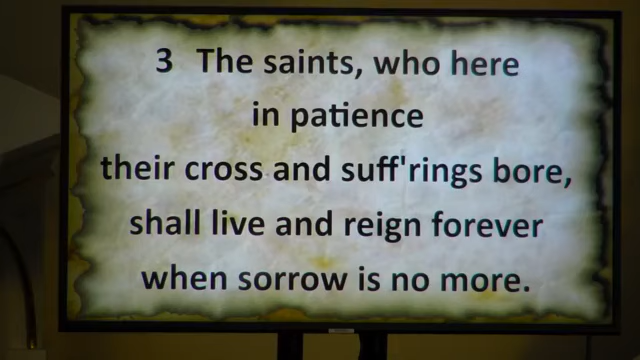 3 The saints, who here
in patience
their cross and suff'rings bore,
shall live and reign forever
when sorrow is no more.